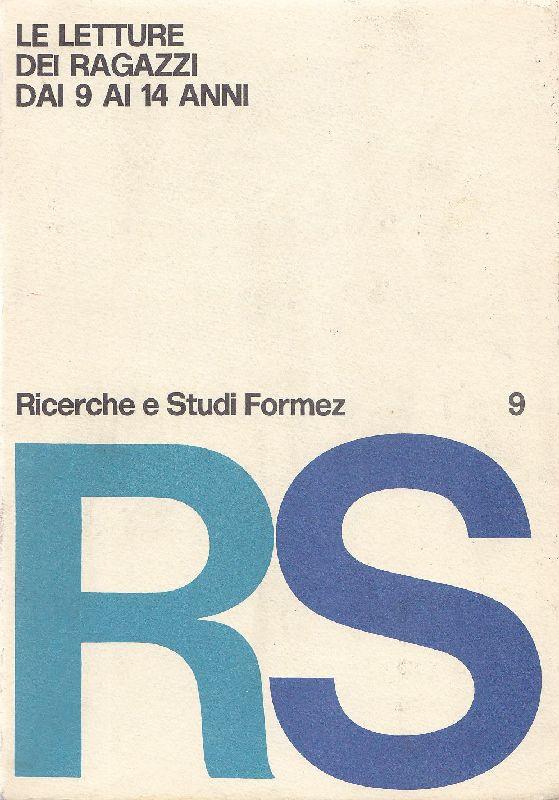 LE LETTURE
DEI RAGAZZI
DAI 9 AI 14 ANNI
Ricerche e Studi Formez 9
RS